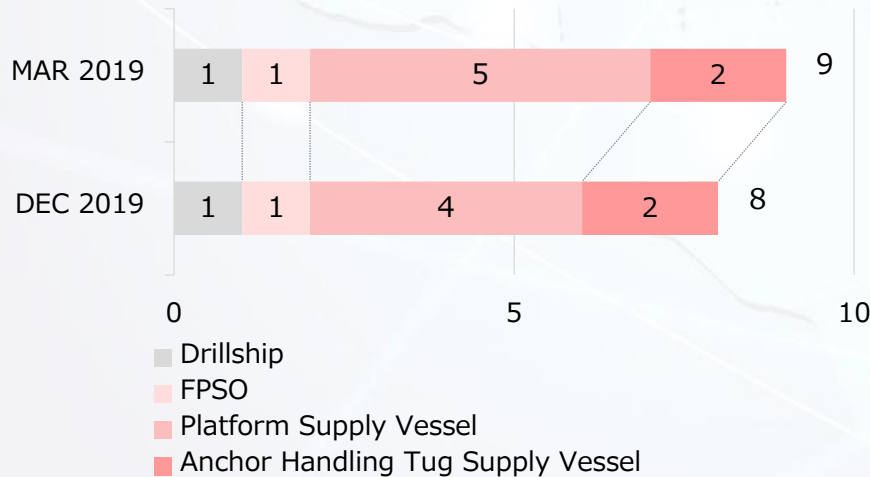 MAR 2019 1 1 5 2 9
DEC 2019 1 1 4 2 8
0 5 10
Drillship
FPSO
Platform Supply Vessel
Anchor Handling Tug Supply Vessel